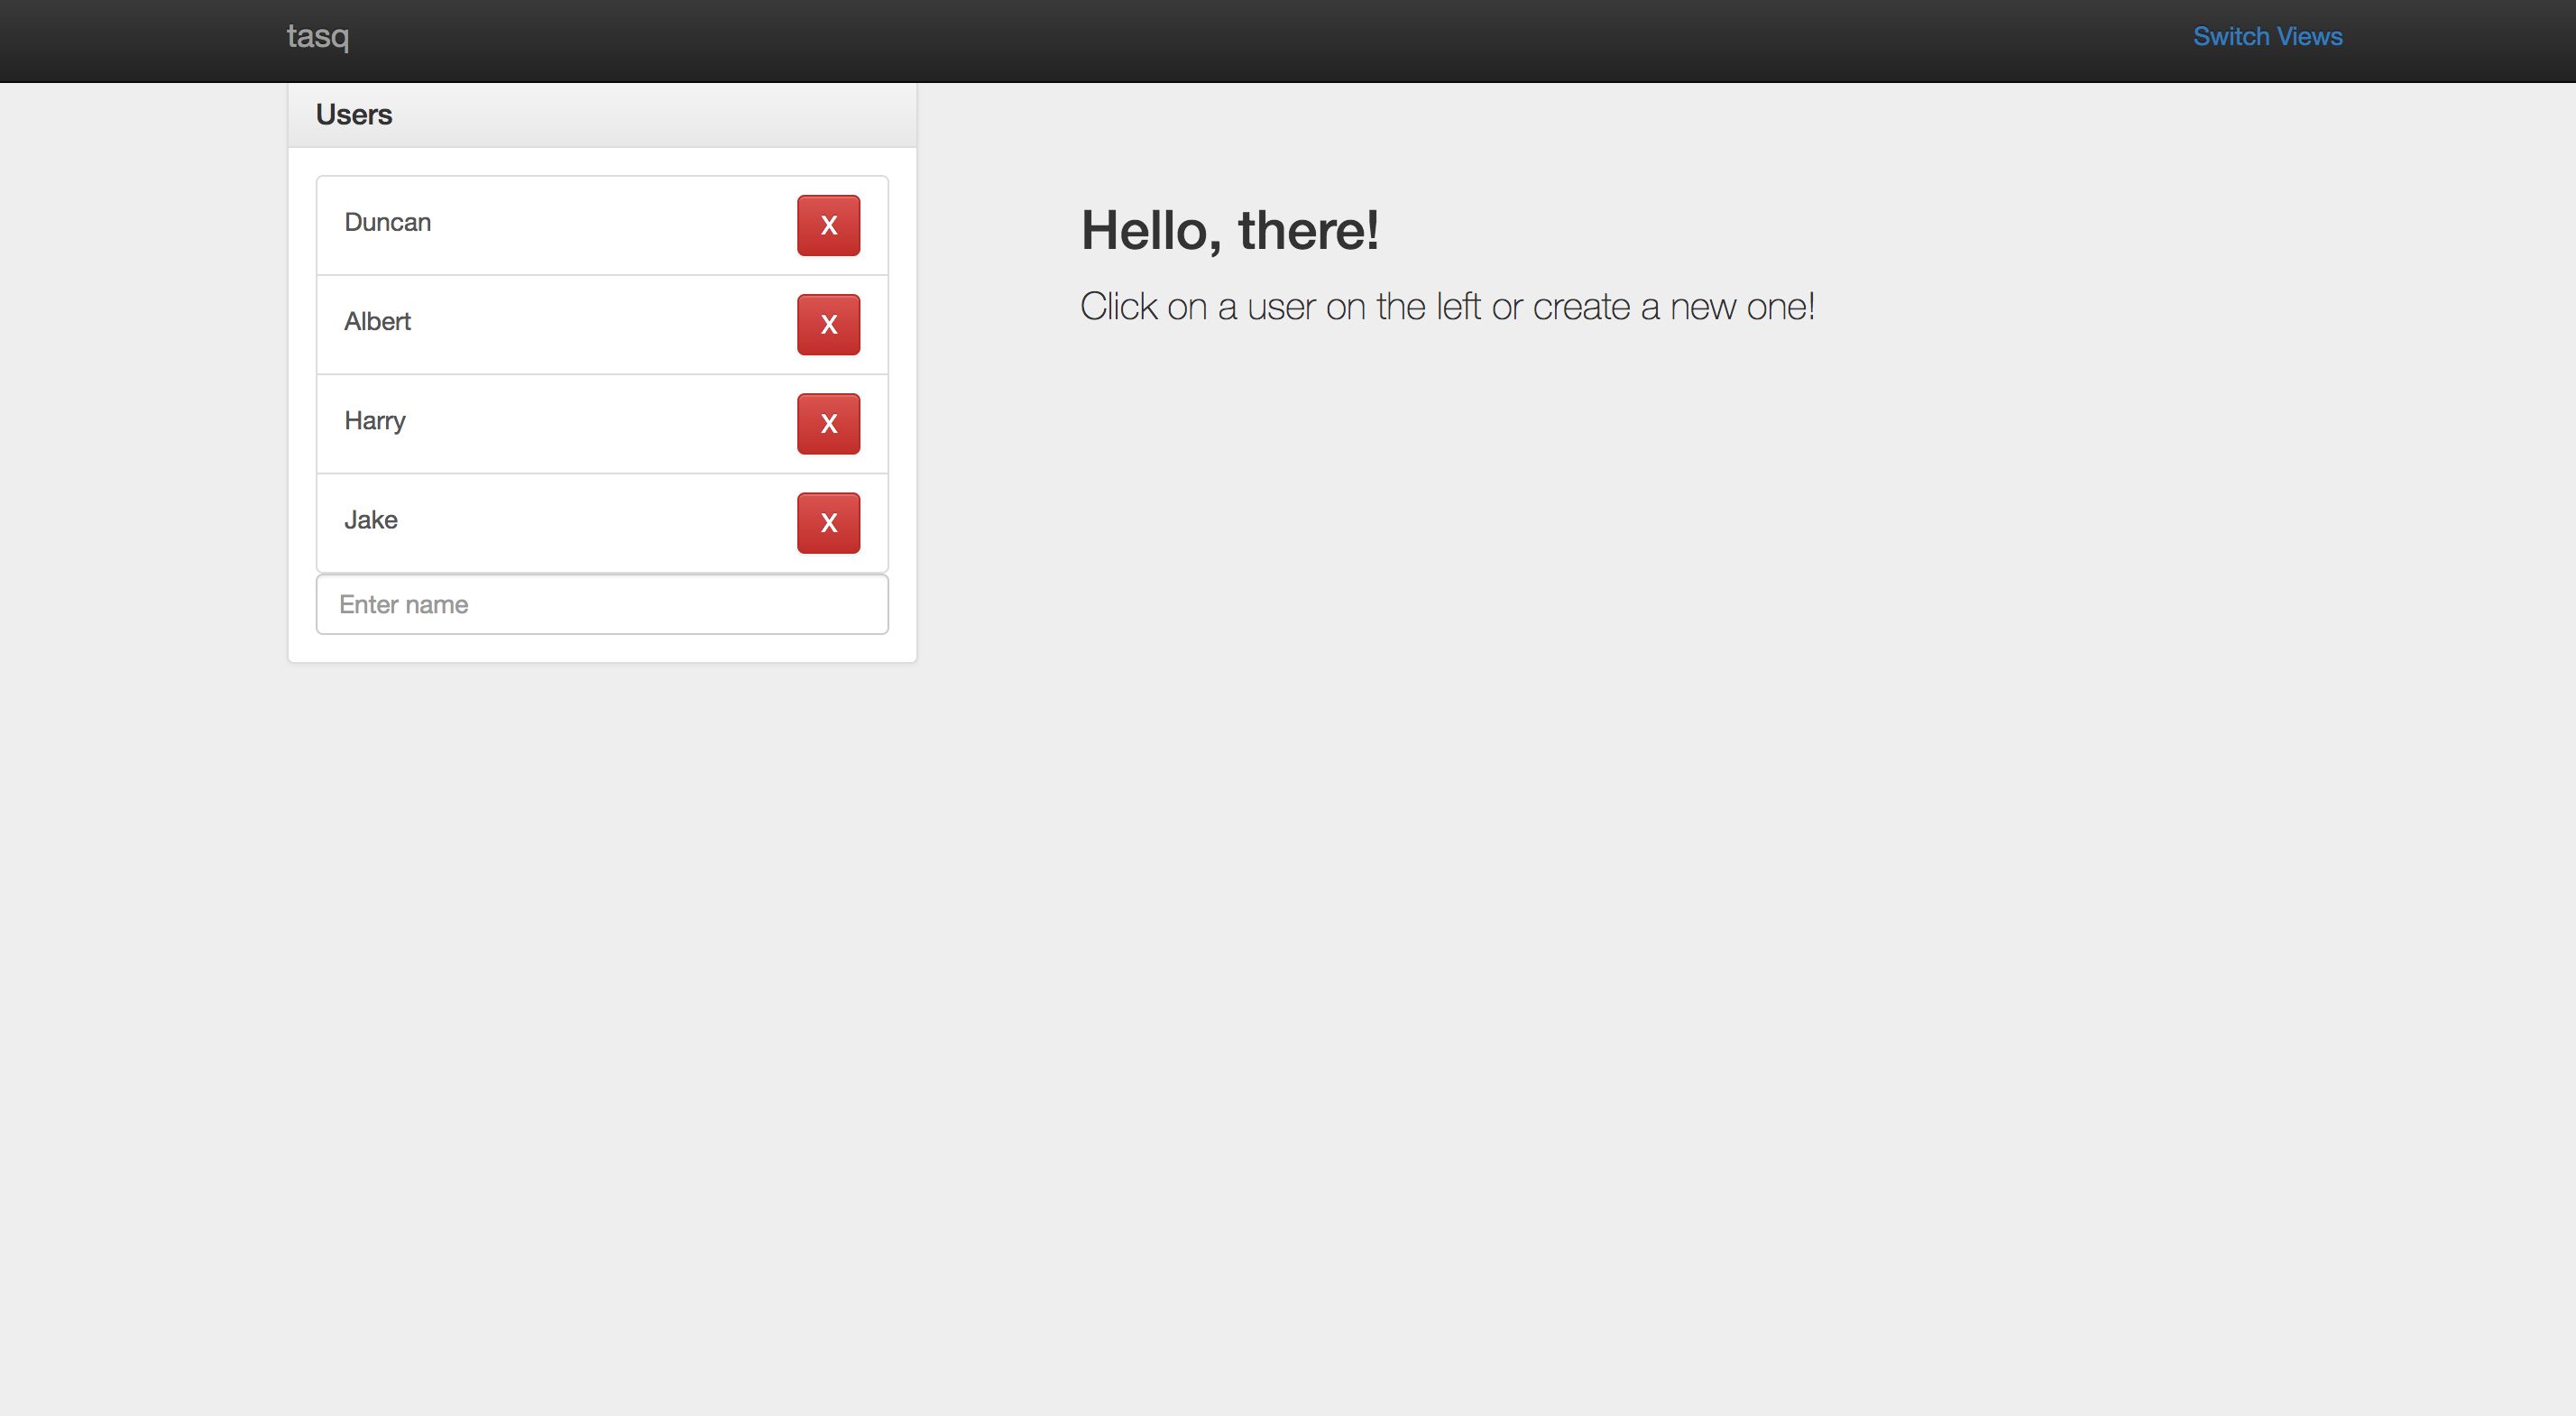 tasq
Switch Views
Users
Duncan
X
Albert
X
Harry
X
Jake
X
Enter name
Hello, there!
Click on a user on the left or create a new one!